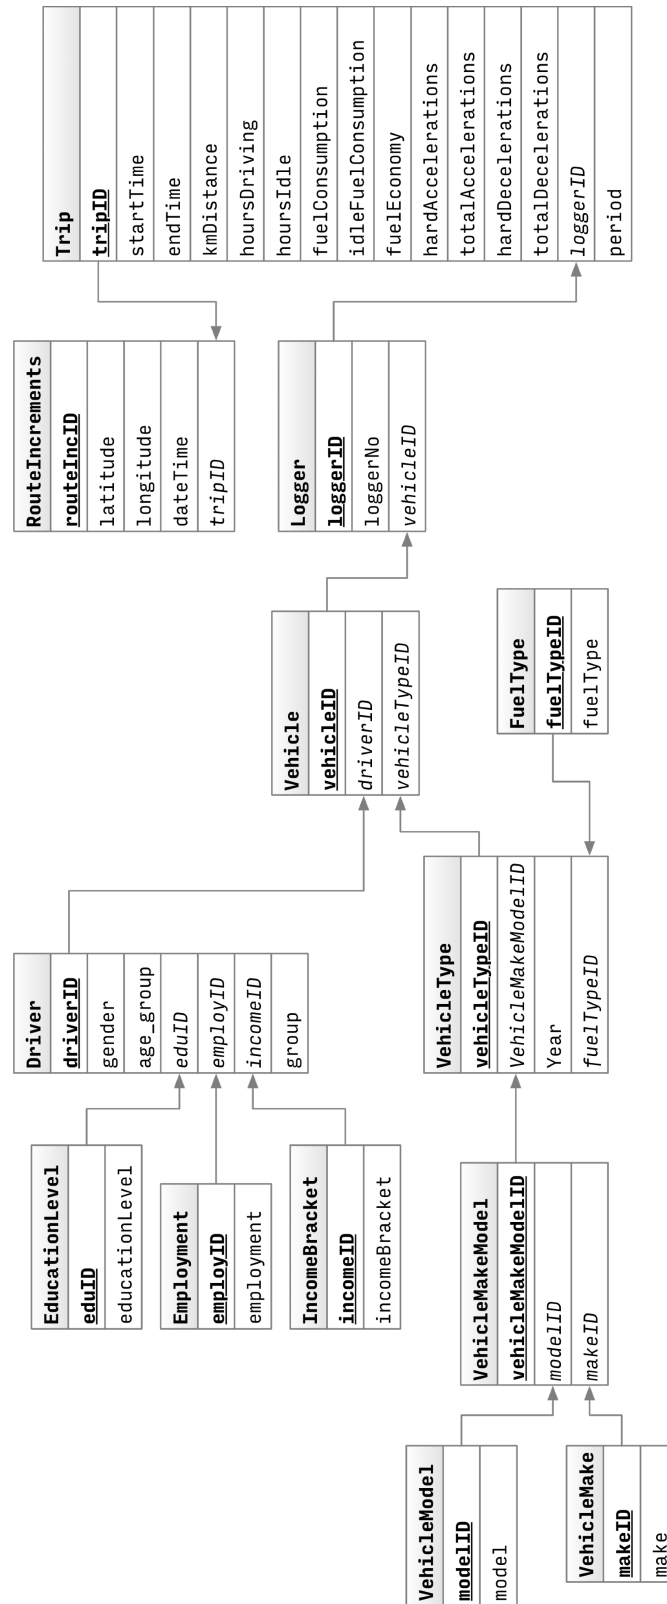 VehicleModel
modelID
model
VehicleMake
makeID
make
EducationLevel
eduID
educationLevel
Employment
employID
employment
IncomeBracket
incomeID
incomeBracket
VehicleMakeModel
vehicleMakeModelID
modelID
makeID
Driver
driverID
gender
age_group
eduID
employID
incomeID
group
VehicleType
vehicleTypeID
VehicleMakeModelID
Year
fuelTypeID
Vehicle
vehicleID
driverID
vehicleTypeID
FuelType
fuelTypeID
fuelType
RouteIncrements
routeIncID
latitude
longitude
dateTime
tripID
Logger
loggerID
loggerNo
vehicleID
Trip
tripID
startTime
endTime
kmDistance
hoursDriving
hoursIdle
fuelConsumption
idleFuelConsumption
fuelEconomy
hardAccelerations
totalAccelerations
hardDecelerations
totalDecelerations
loggerID
period